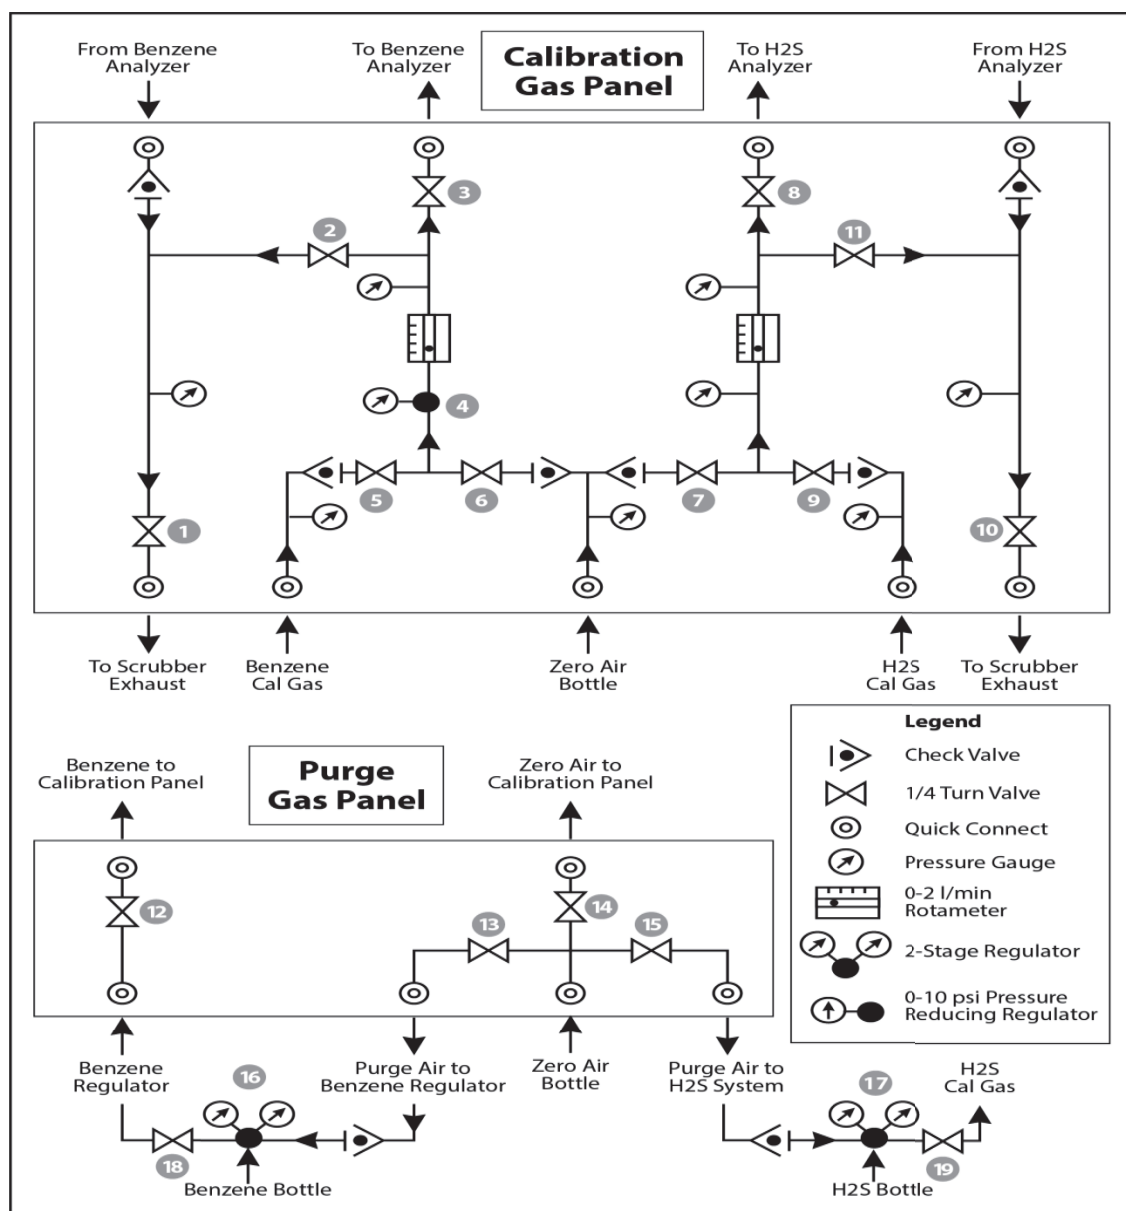 From Benzene
Analyzer
To Benzene
Analyzer
Calibration
Gas Panel
To H2S
Analyzer
From H2S
Analyzer
3
8
2
11
4
5
6
7
9
1
10
To Scrubber
Exhaust
Benzene
Cal Gas
Zero Air
Bottle
H2S
Cal Gas
To Scrubber
Exhaust
Legend
Check Valve
1/4 Turn Valve
Quick Connect
Pressure Gauge
0-2 l/min
Rotameter
2-Stage Regulator
0-10 psi Pressure
Reducing Regulator
Benzene to
Calibration Panel
Purge
Gas Panel
Zero Air to
Calibration Panel
12
13
14
15
Benzene
Regulator
Purge Air to
Benzene Regulator
Zero Air
Bottle
Purge Air to
H2S System
H2S
Cal Gas
16
17
18
19
Benzene Bottle
H2S Bottle